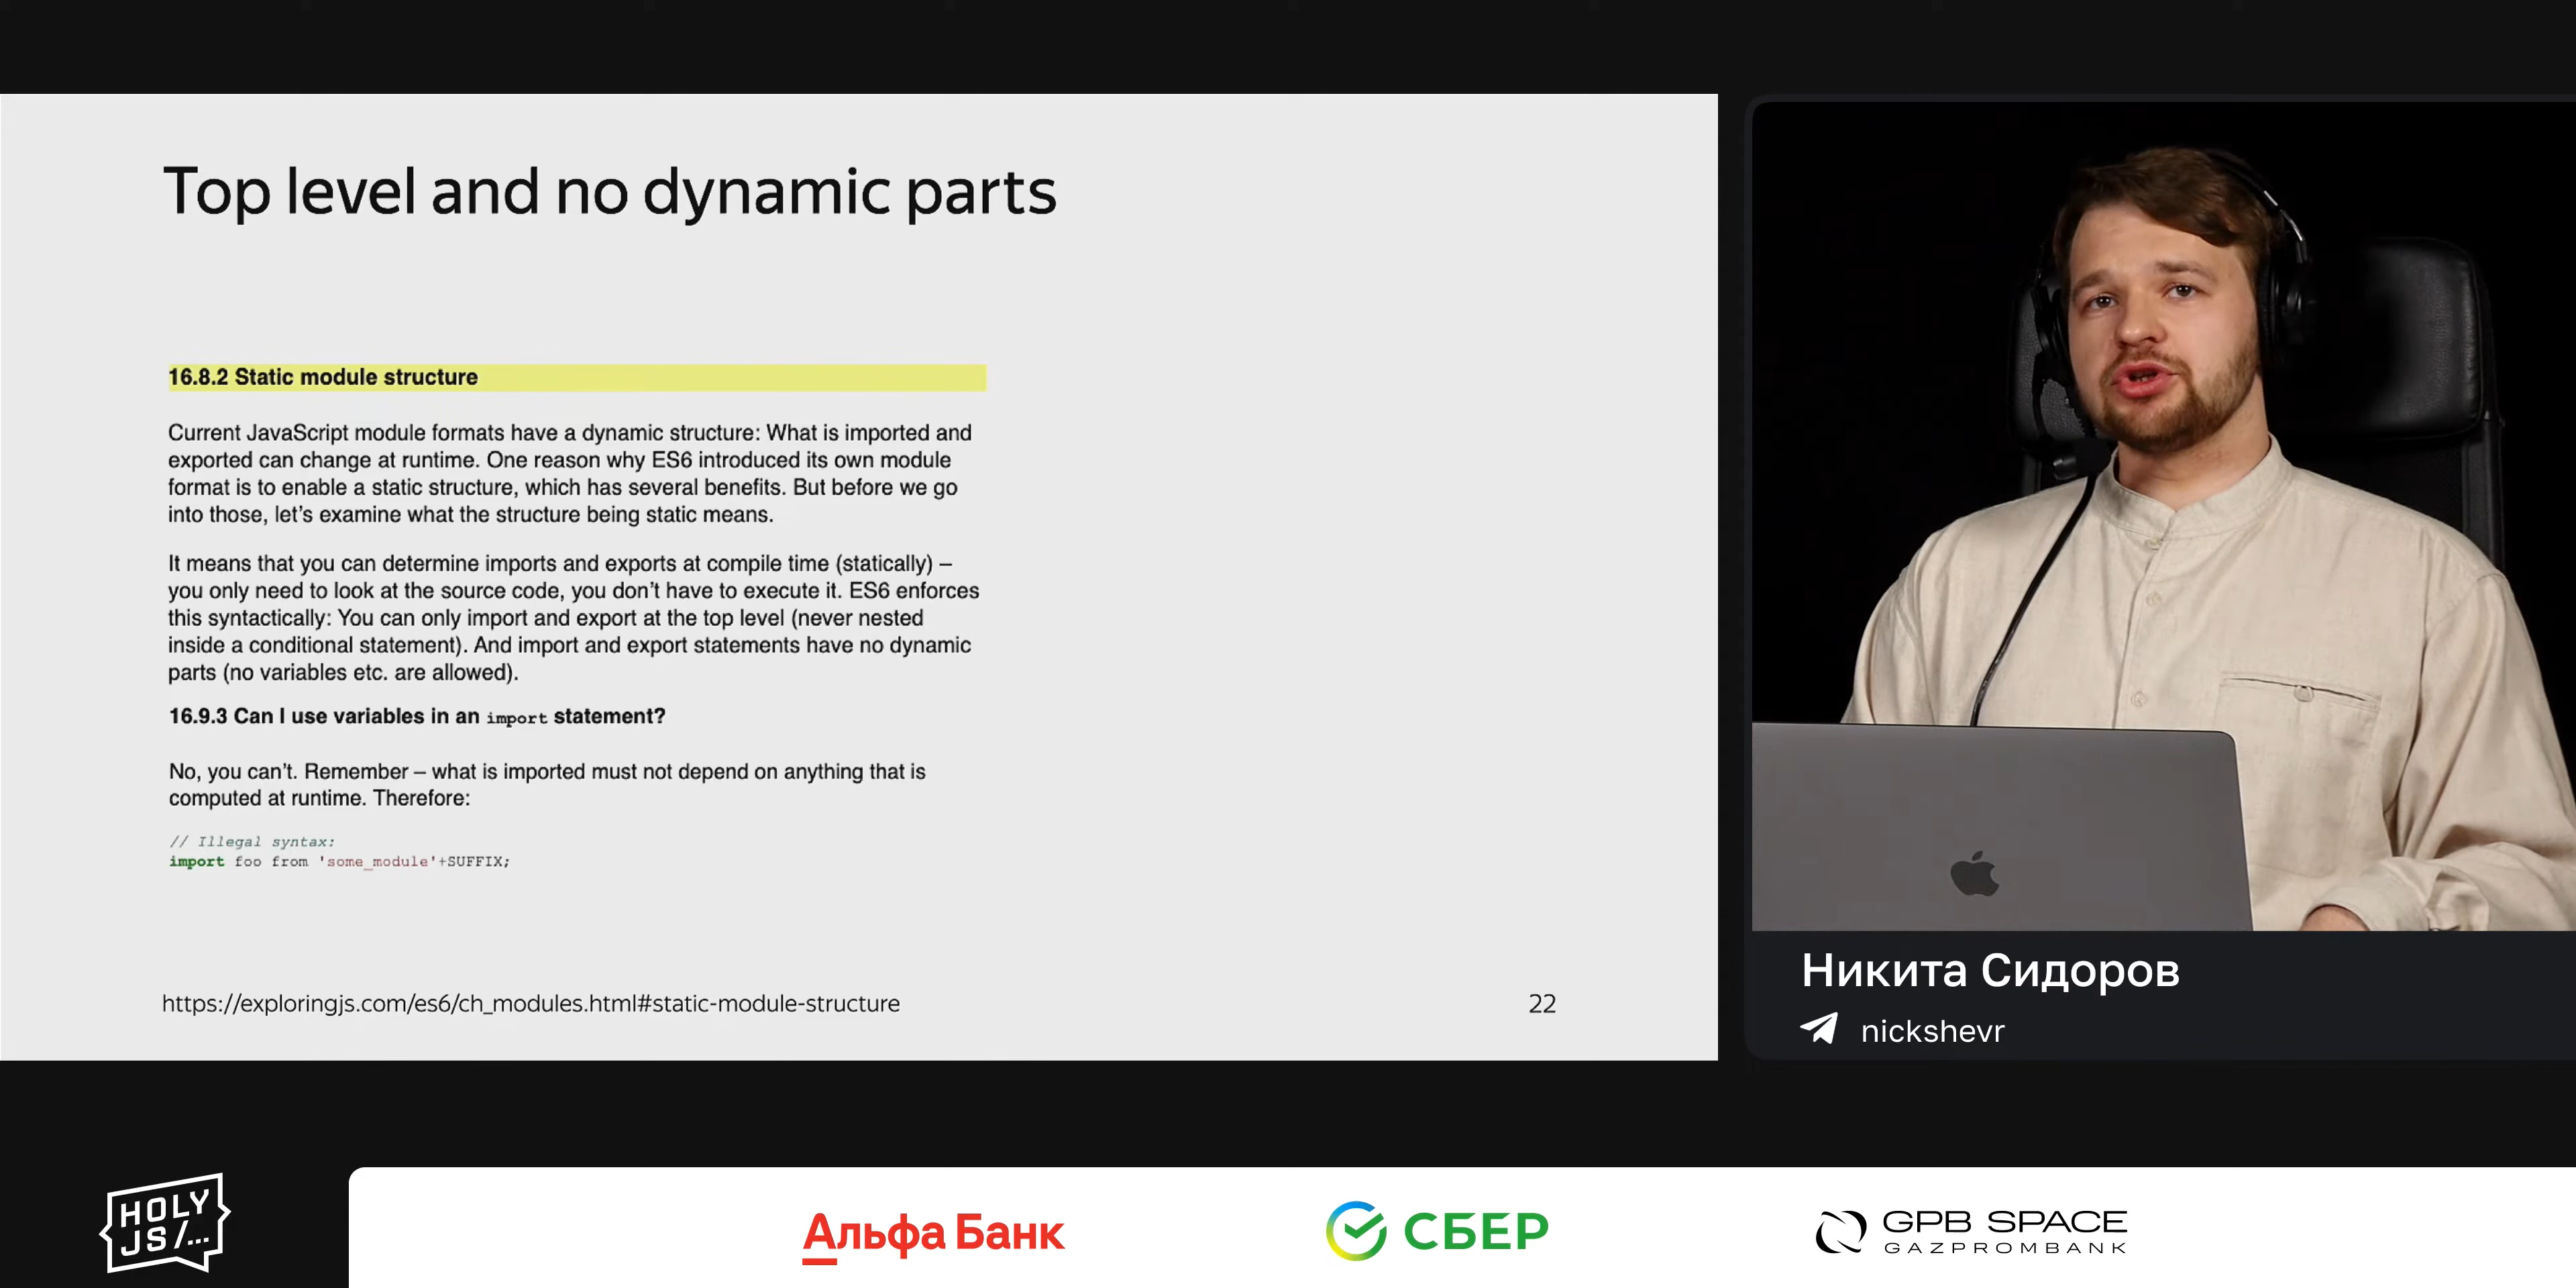 Top level and no dynamic parts
16.8.2 Static module structure
Current JavaScript module formats have a dynamic structure: What is imported and
exported can change at runtime. One reason why ES6 introduced its own module
format is to enable a static structure, which has several benefits. But before we go
into those, let’s examine what the structure being static means.
It means that you can determine imports and exports at compile time (statically) –
you only need to look at the source code, you don’t have to execute it. ES6 enforces
this syntactically: You can only import and export at the top level (never nested
inside a conditional statement). And import and export statements have no dynamic
parts (no variables etc. are allowed).
16.9.3 Can I use variables in an import statement?
No, you can’t. Remember – what is imported must not depend on anything that is
computed at runtime. Therefore:
// Illegal syntax:
import foo from 'some_module'+SUFFIX;
https://exploringjs.com/es6/ch_modules.html#static-module-structure
22
Никита Сидоров
nickshevr
HOLY
JS/...
Альфа Банк
СБЕР
GPB SPACE
GAZPROMBANK